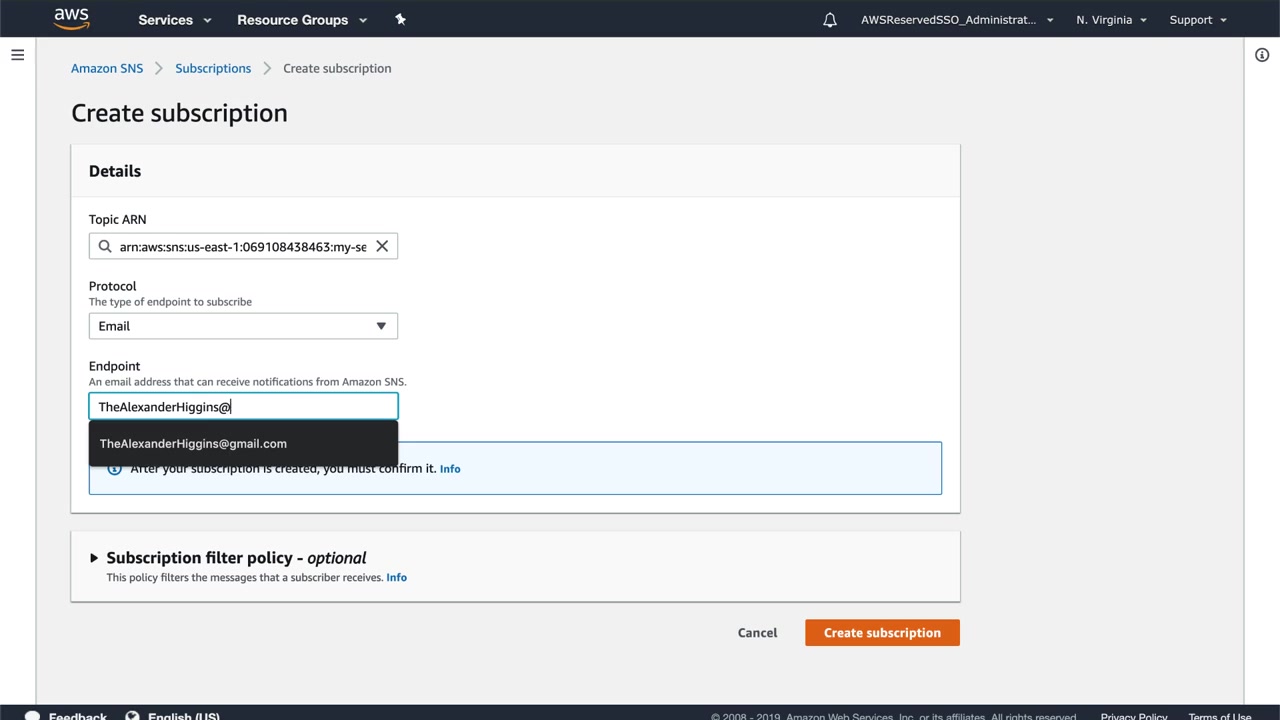 aws Services Resource Groups AWSReservedSSO_Administrat... N. Virginia Support
Amazon SNS Subscriptions Create subscription
Create subscription
Details
Topic ARN
arn:aws:sns:us-east-1:069108438463:my-se
Protocol
The type of endpoint to subscribe
Email
Endpoint
An email address that can receive notifications from Amazon SNS.
TheAlexanderHiggins@
TheAlexanderHiggins@gmail.com
After your subscription is created, you must confirm it. Info
Subscription filter policy - optional
This policy filters the messages that a subscriber receives. Info
Cancel Create subscription
Feedback English (US) © 2008 - 2019, Amazon Web Services, Inc. or its affiliates. All rights reserved. Privacy Policy Terms of Use